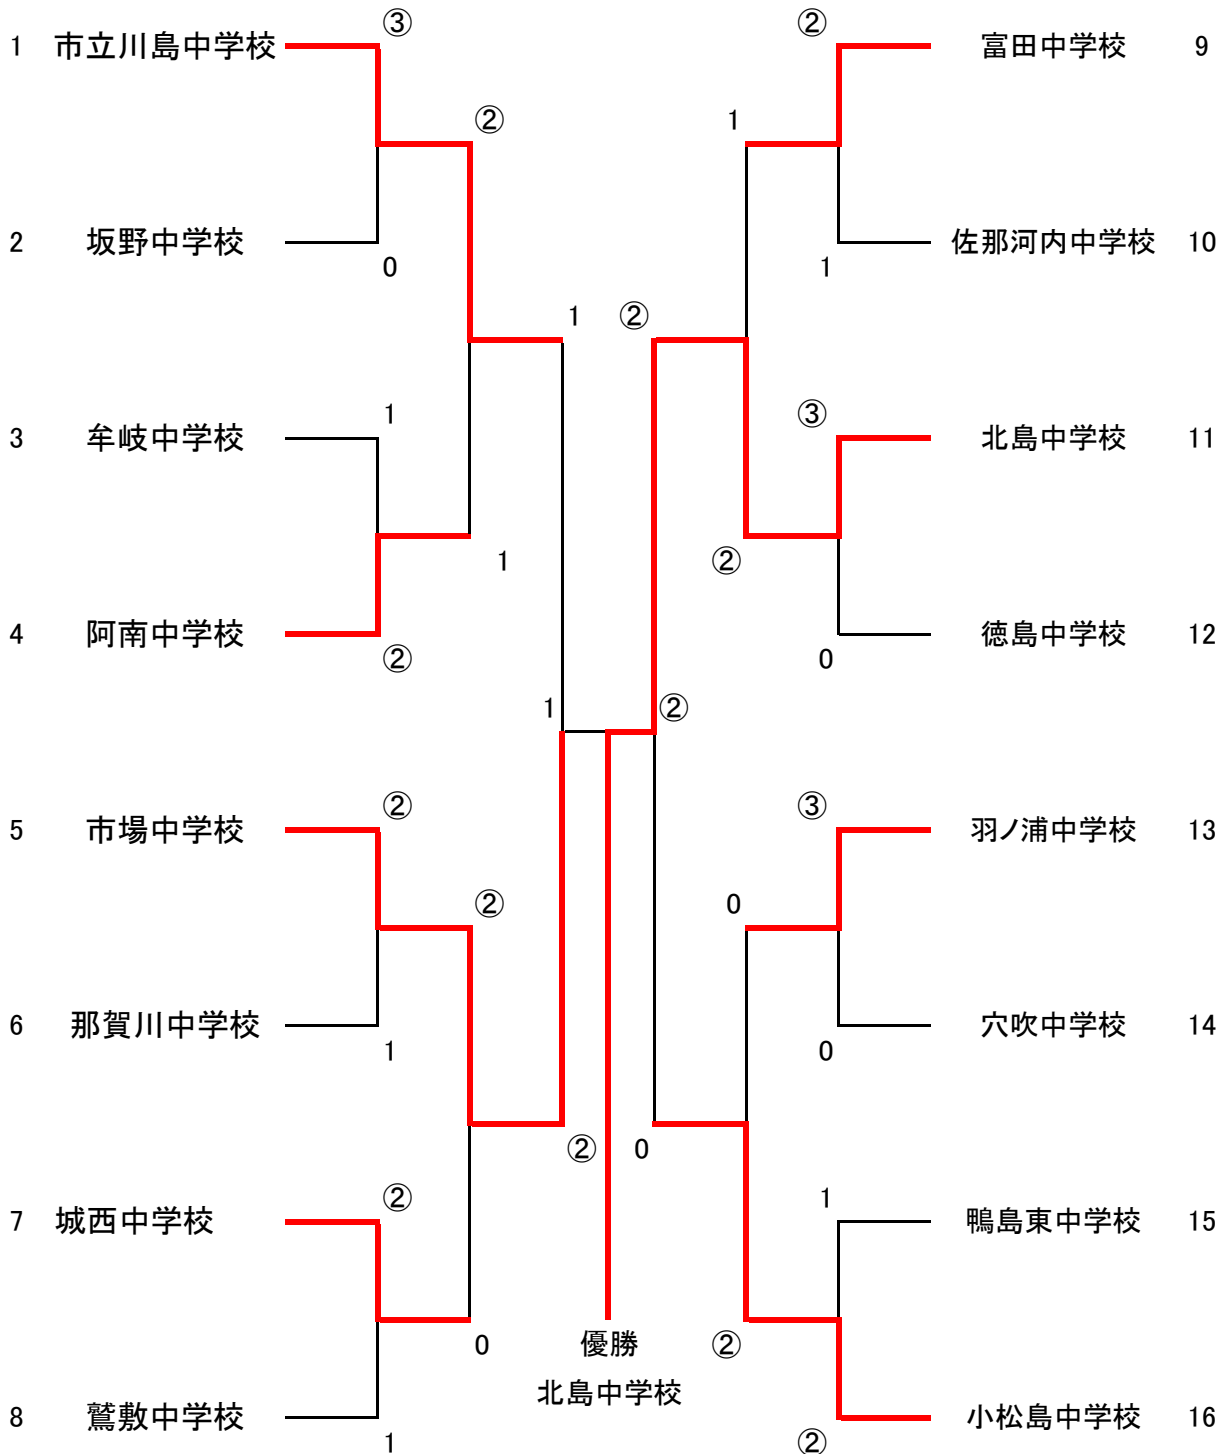 ③ ②
1 市立川島中学校 富田中学校 9
② 1
2 坂野中学校 佐那河内中学校 10
0 1
1 ②
1 ③
3 牟岐中学校 北島中学校 11
1 ②
4 阿南中学校 徳島中学校 12
② 0
1 ②
② ③
5 市場中学校 羽ノ浦中学校 13
② 0
6 那賀川中学校 穴吹中学校 14
1 0
② 0
② 1
7 城西中学校 鴨島東中学校 15
0 優勝 ②
北島中学校
8 鷲敷中学校 小松島中学校 16
1 ②